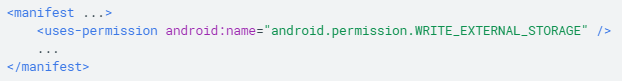 <manifest ...>
    <uses-permission android:name="android.permission.WRITE_EXTERNAL_STORAGE" />
    ...
</manifest>